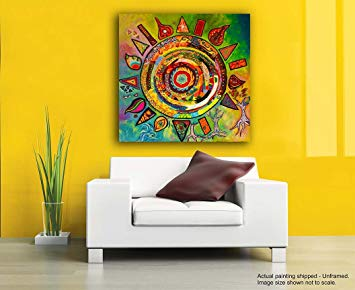 Actual painting shipped - Unframed.
Image size shown not to scale.